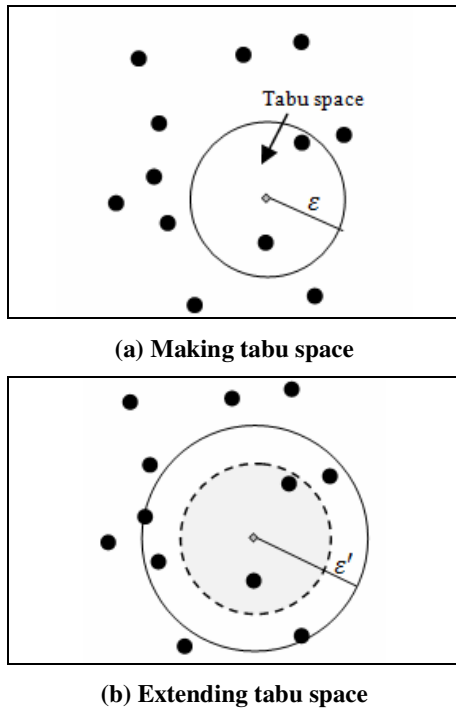 Tabu space
ε
(a) Making tabu space
ε′
(b) Extending tabu space